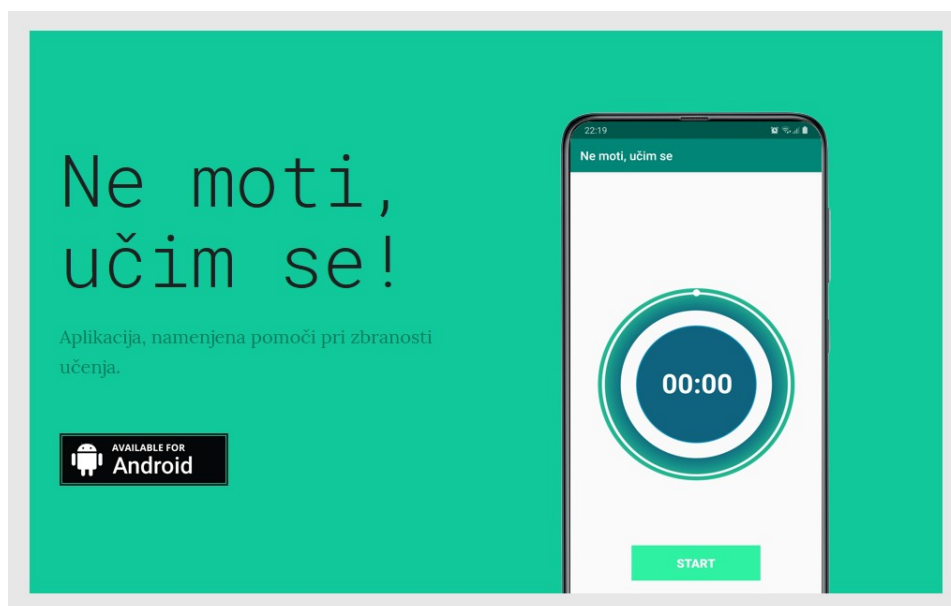 Ne moti,
učim se!
Aplikacija, namenjena pomoči pri zbranosti
učenja.
AVAILABLE FOR
Android
22:19
Ne moti, učim se
00:00
START